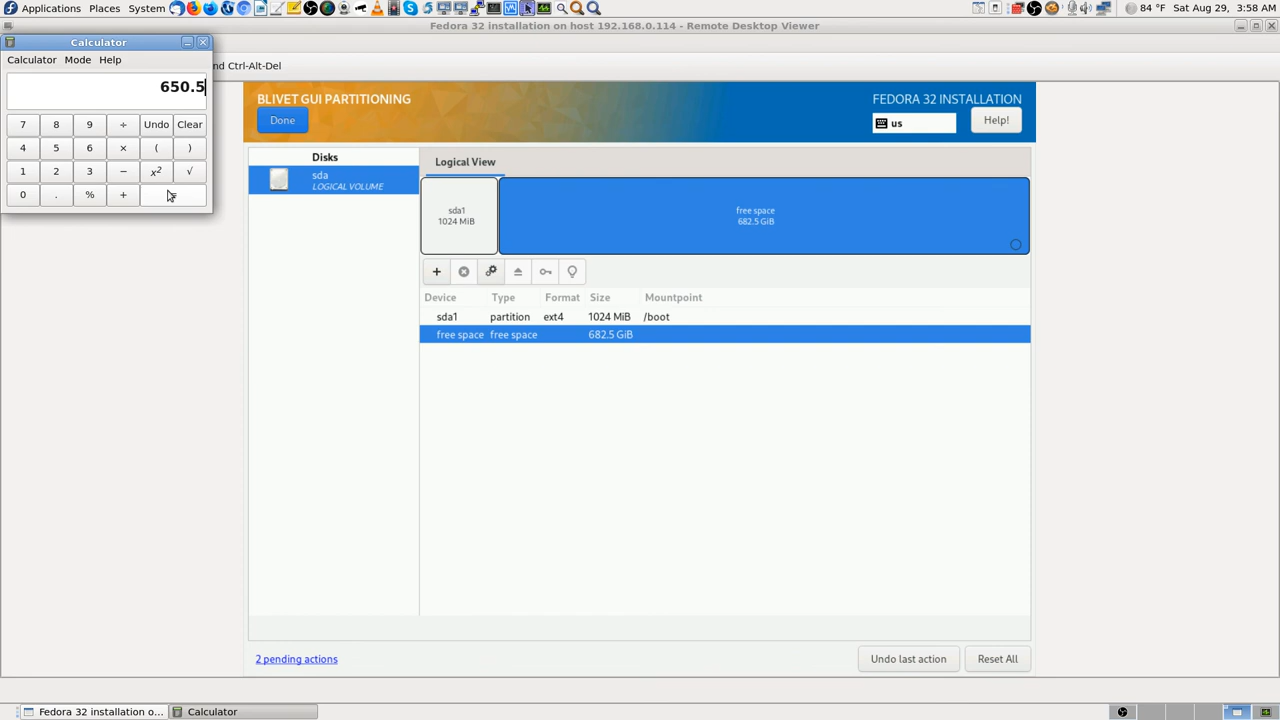 Applications Places System
84 °F Sat Aug 29, 3:58 AM
Fedora 32 installation on host 192.168.0.114 - Remote Desktop Viewer
Calculator
Calculator Mode Help
nd Ctrl-Alt-Del
650.5
7 8 9 ÷ Undo Clear
4 5 6 × ( )
1 2 3 − x² √
0 . % + =
BLIVET GUI PARTITIONING
FEDORA 32 INSTALLATION
Done
us
Help!
Disks
sda
LOGICAL VOLUME
Logical View
sda1
1024 MiB
free space
682.5 GiB
Device Type Format Size Mountpoint
sda1 partition ext4 1024 MiB /boot
free space free space 682.5 GiB
2 pending actions
Undo last action
Reset All
Fedora 32 installation o...
Calculator